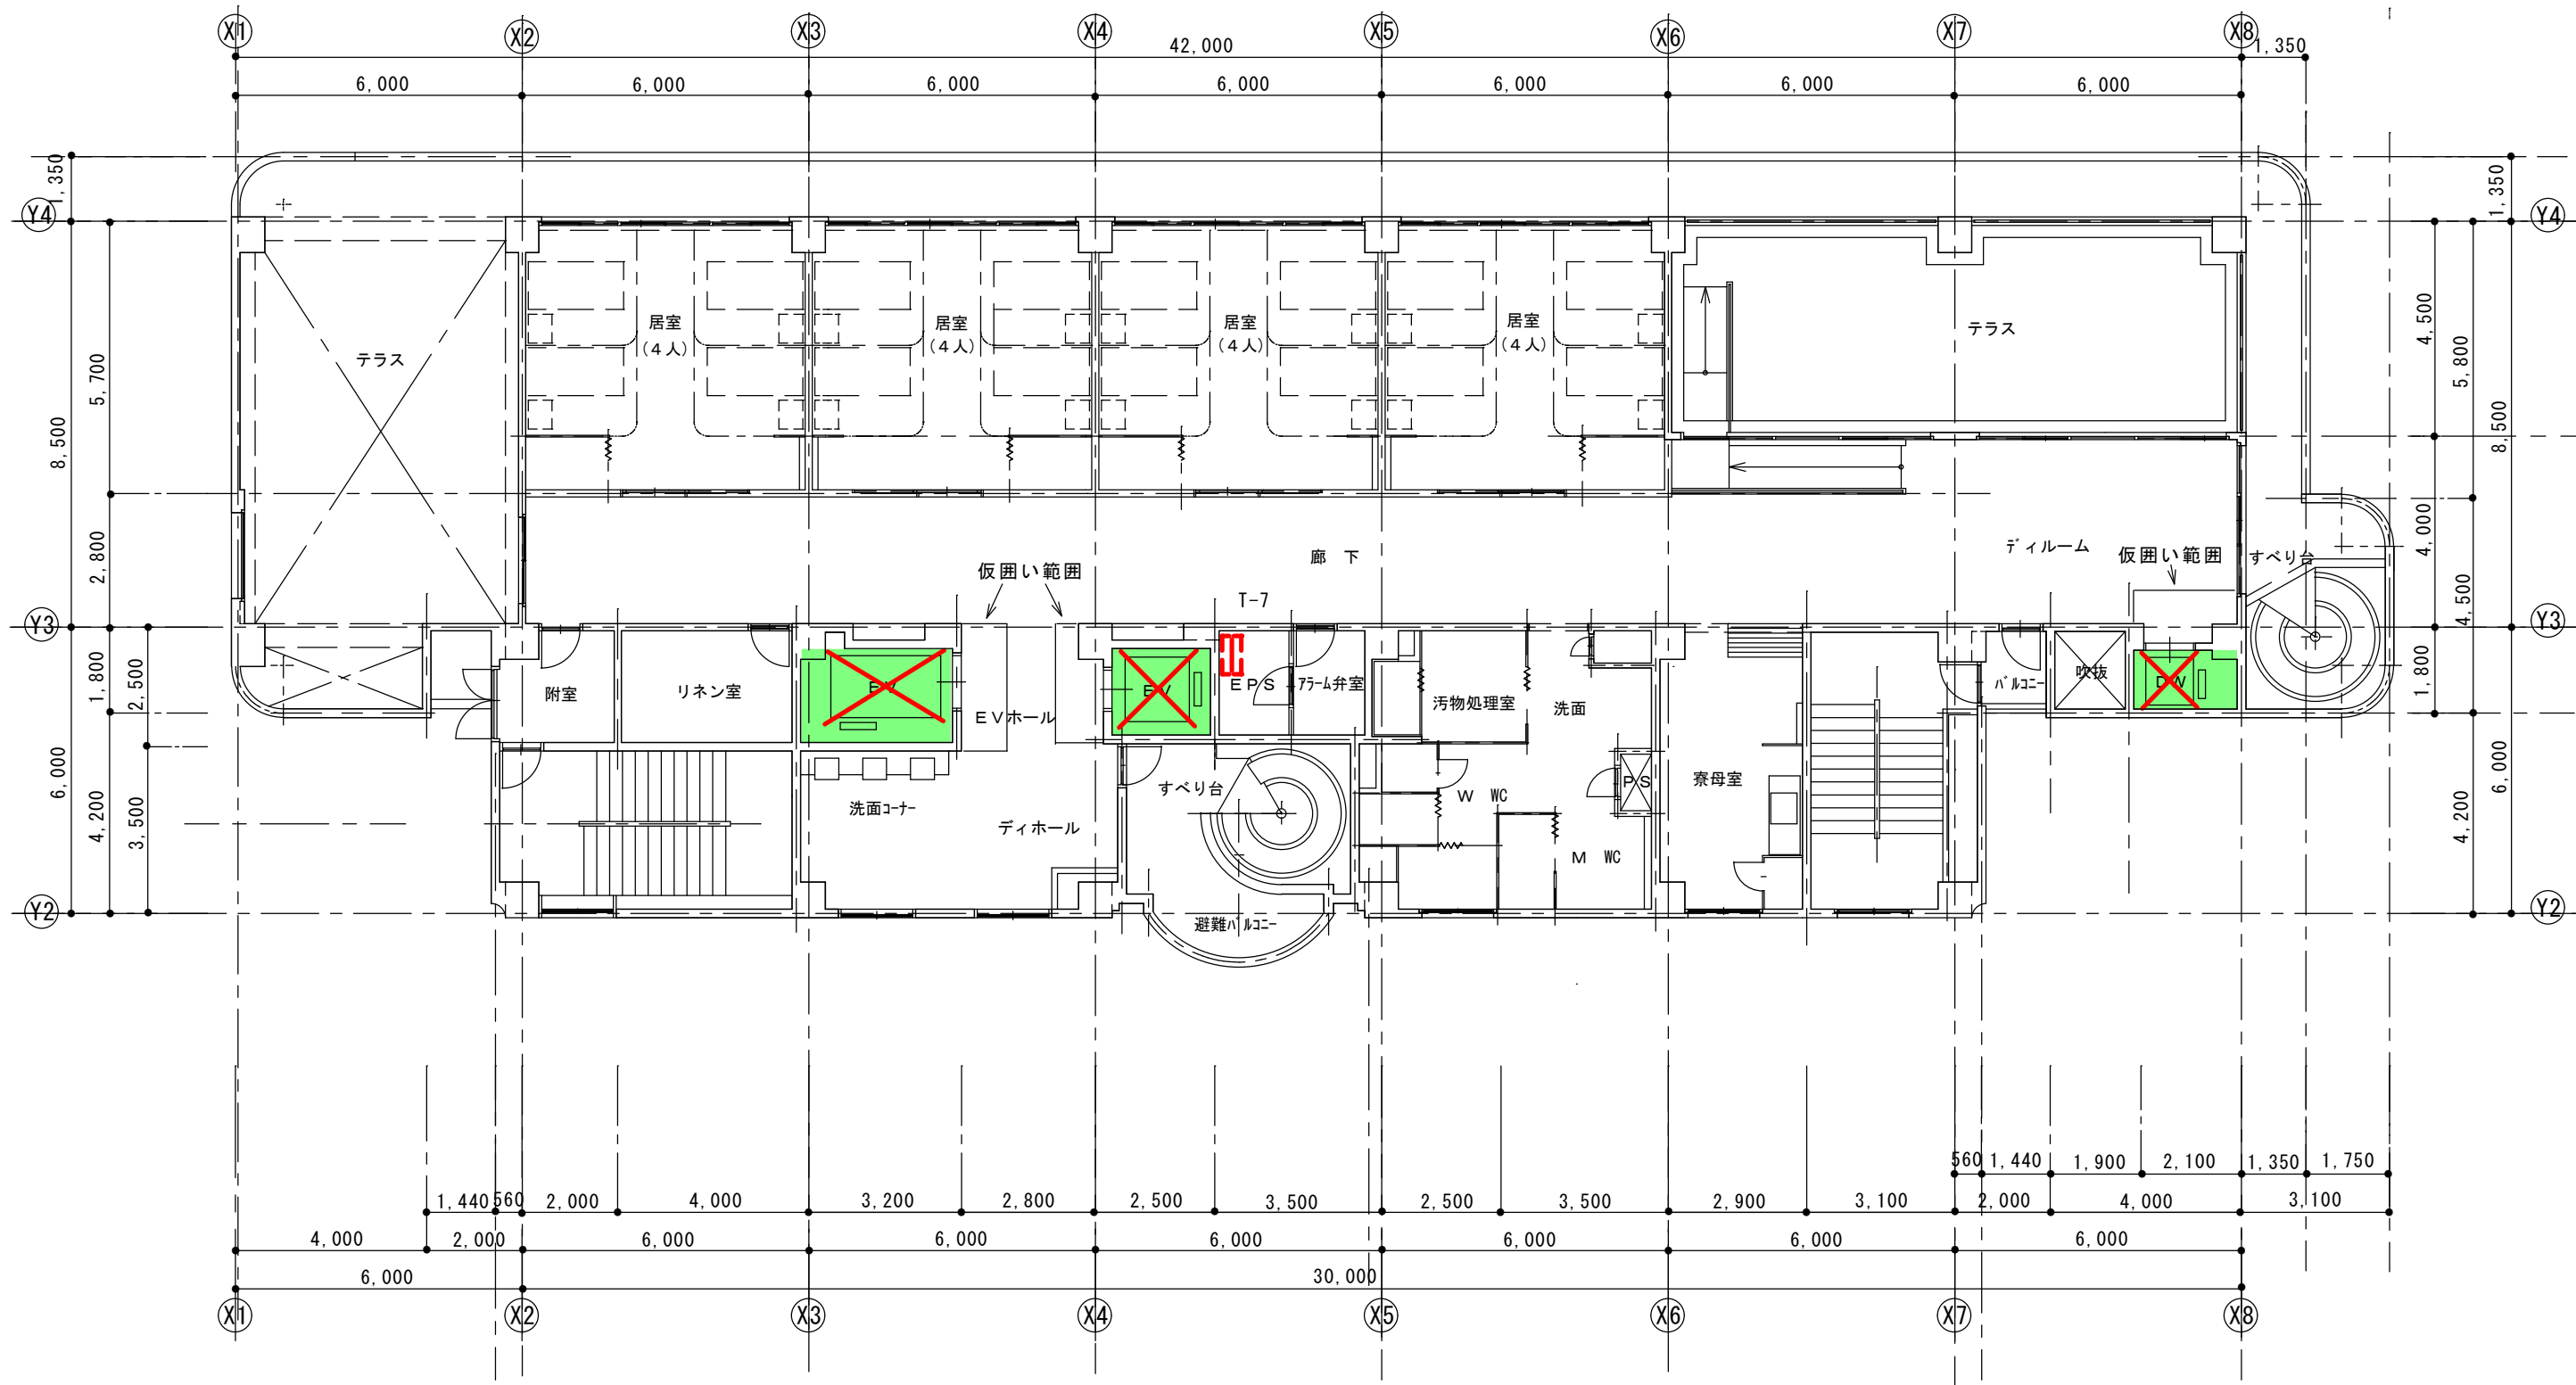 X1 X2 X3 X4 X5 X6 X7 X8
42,000 1,350
6,000 6,000 6,000 6,000 6,000 6,000 6,000
1,350 1,350
Y4 Y4
居室 居室 居室 居室
(4人) (4人) (4人) (4人)
テラス テラス
5,700 4,500 5,800
8,500 8,500
2,800 4,000
廊 下 ディルーム 仮囲い範囲 すべり台
仮囲い範囲
T-7 4,500
Y3 Y3
1,800 2,500 1,800
附室 リネン室 EV EV EPS アラーム弁室 汚物処理室 洗面 バルコニー 吹抜 DW
EVホール
6,000 6,000
すべり台 PS 寮母室
洗面コーナー W WC
4,200 3,500 ディホール 4,200
M WC
Y2 Y2
避難バルコニー
560 1,440 1,900 2,100 1,350 1,750
1,440 560 2,000 4,000 3,200 2,800 2,500 3,500 2,500 3,500 2,900 3,100 2,000 4,000 3,100
4,000 2,000 6,000 6,000 6,000 6,000 6,000 6,000
6,000 30,000
X1 X2 X3 X4 X5 X6 X7 X8